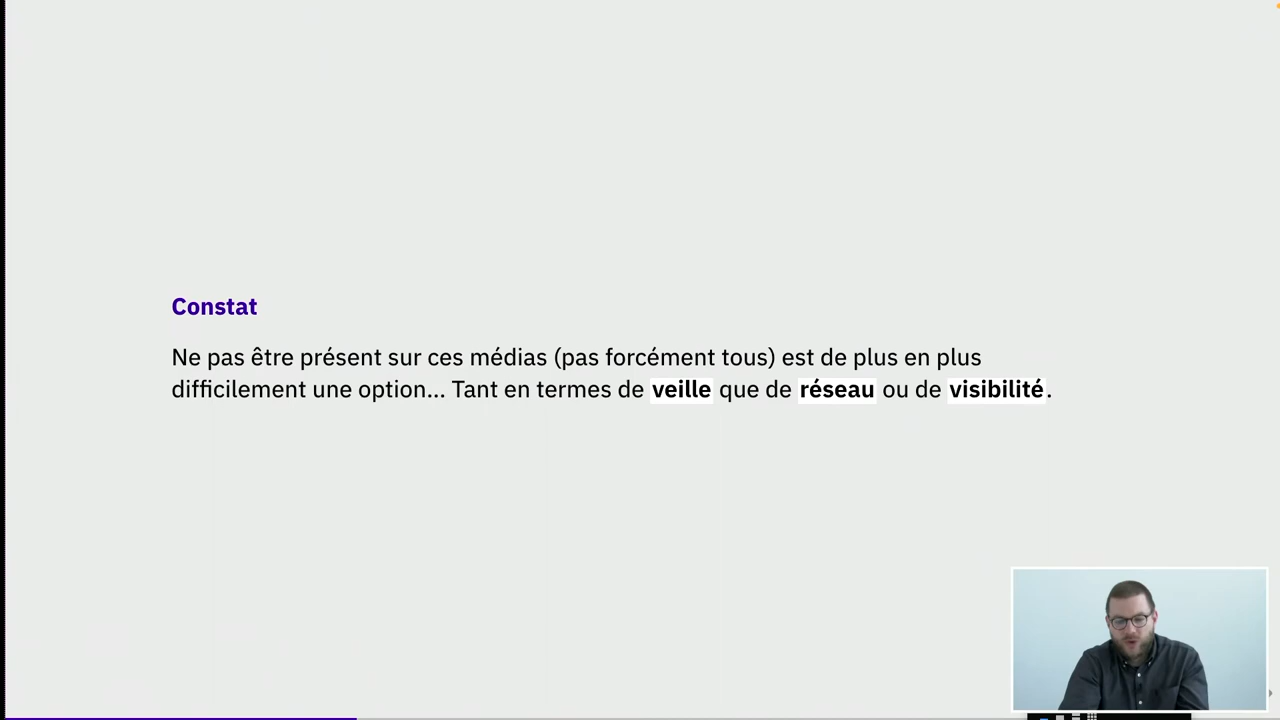 Constat
Ne pas être présent sur ces médias (pas forcément tous) est de plus en plus
difficilement une option... Tant en termes de veille que de réseau ou de visibilité.